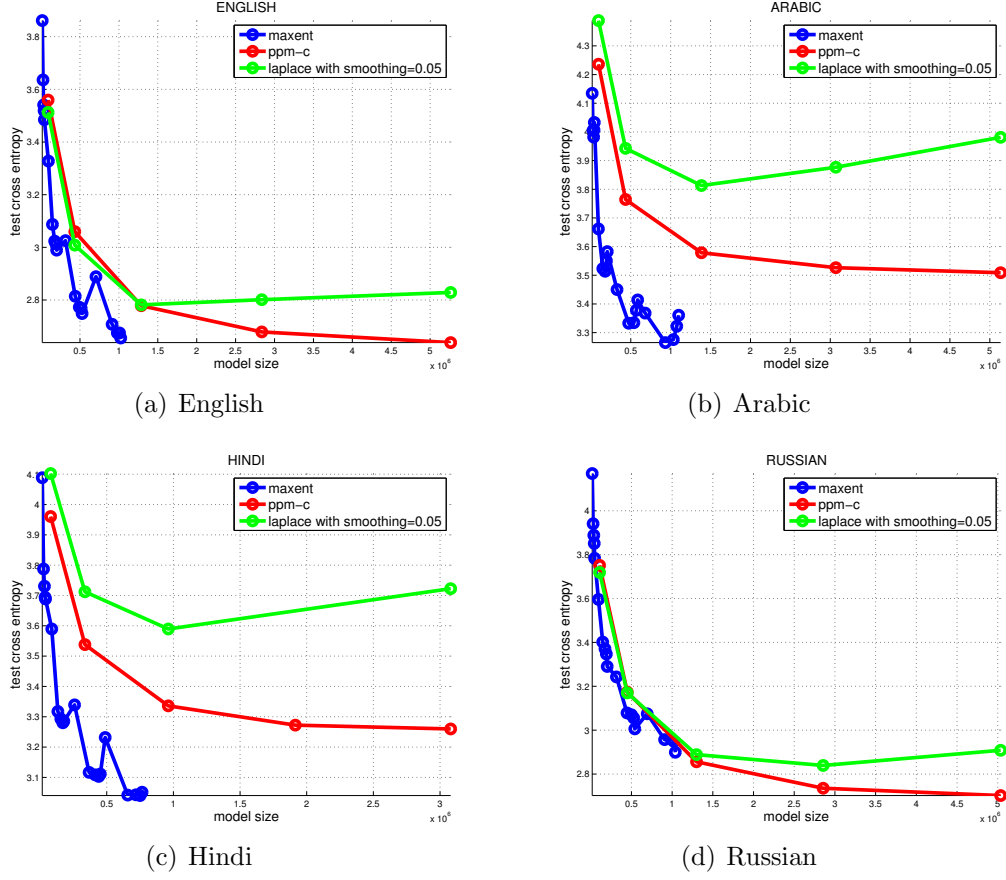 ENGLISH
maxent
ppm-c
laplace with smoothing=0.05
3.8
3.6
3.4
3.2
3
2.8
test cross entropy
0.5 1 1.5 2 2.5 3 3.5 4 4.5 5
model size
x 10^6
(a) English
ARABIC
maxent
ppm-c
laplace with smoothing=0.05
4.3
4.2
4.1
4
3.9
3.8
3.7
3.6
3.5
3.4
3.3
test cross entropy
0.5 1 1.5 2 2.5 3 3.5 4 4.5 5
model size
x 10^6
(b) Arabic
HINDI
maxent
ppm-c
laplace with smoothing=0.05
4.1
4
3.9
3.8
3.7
3.6
3.5
3.4
3.3
3.2
3.1
test cross entropy
0.5 1 1.5 2 2.5 3
model size
x 10^6
(c) Hindi
RUSSIAN
maxent
ppm-c
laplace with smoothing=0.05
4
3.8
3.6
3.4
3.2
3
2.8
test cross entropy
0.5 1 1.5 2 2.5 3 3.5 4 4.5 5
model size
x 10^6
(d) Russian